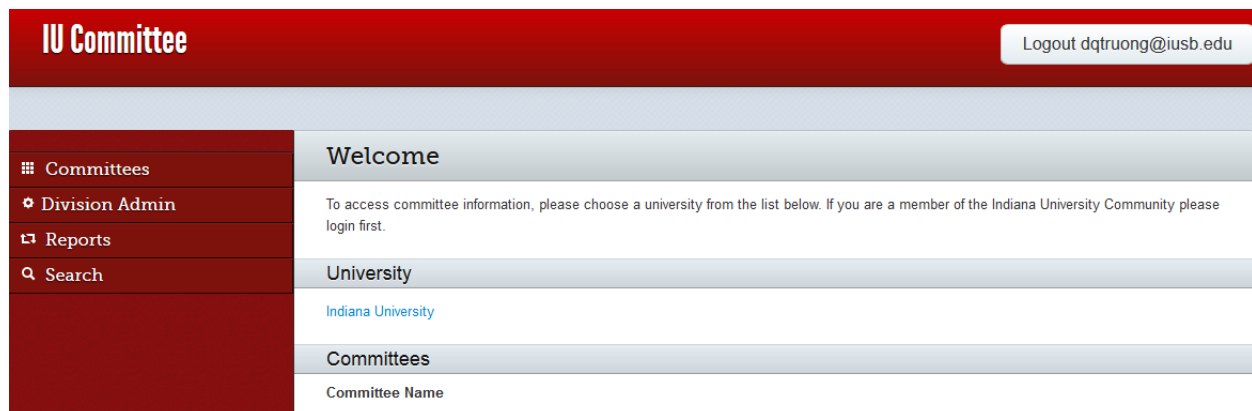 IU Committee
Logout dqtruong@iusb.edu
Committees
Division Admin
Reports
Search
Welcome
To access committee information, please choose a university from the list below. If you are a member of the Indiana University Community please
login first.
University
Indiana University
Committees
Committee Name